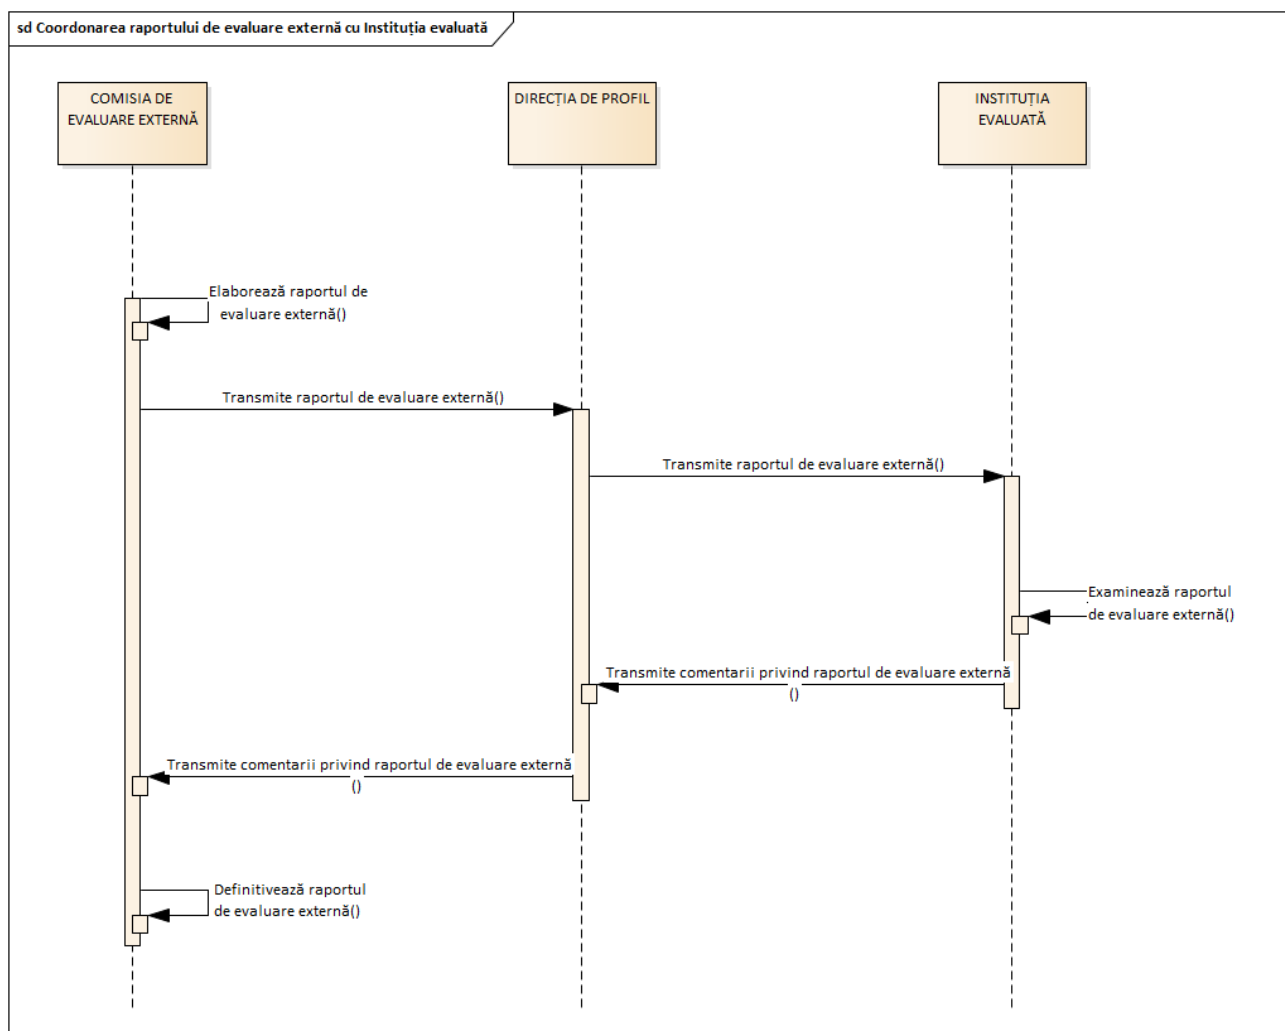 sd Coordonarea raportului de evaluare externă cu Instituția evaluată
COMISIA DE
EVALUARE EXTERNĂ
DIRECȚIA DE PROFIL
INSTITUȚIA
EVALUATĂ
Elaborează raportul de
evaluare externă()
Transmite raportul de evaluare externă()
Transmite raportul de evaluare externă()
Examinează raportul
de evaluare externă()
Transmite comentarii privind raportul de evaluare externă
()
Transmite comentarii privind raportul de evaluare externă
()
Definitivează raportul
de evaluare externă()